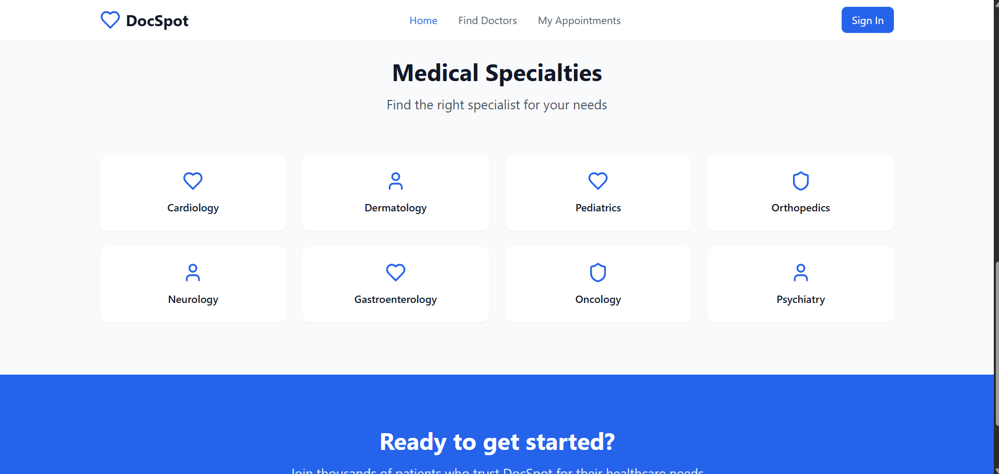 DocSpot
Home
Find Doctors
My Appointments
Sign In
Medical Specialties
Find the right specialist for your needs
Cardiology
Dermatology
Pediatrics
Orthopedics
Neurology
Gastroenterology
Oncology
Psychiatry
Ready to get started?
Join thousands of patients who trust DocSpot for their healthcare needs